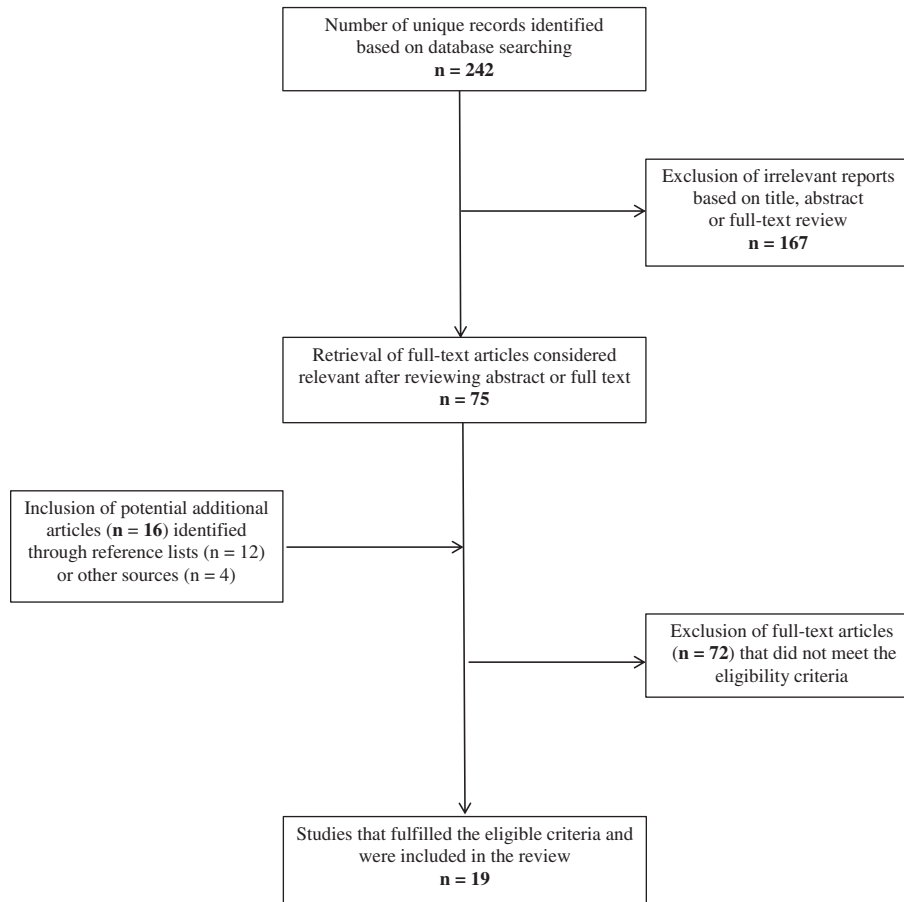 Number of unique records identified
based on database searching
n = 242
Exclusion of irrelevant reports
based on title, abstract
or full-text review
n = 167
Retrieval of full-text articles considered
relevant after reviewing abstract or full text
n = 75
Inclusion of potential additional
articles (n = 16) identified
through reference lists (n = 12)
or other sources (n = 4)
Exclusion of full-text articles
(n = 72) that did not meet the
eligibility criteria
Studies that fulfilled the eligible criteria and
were included in the review
n = 19